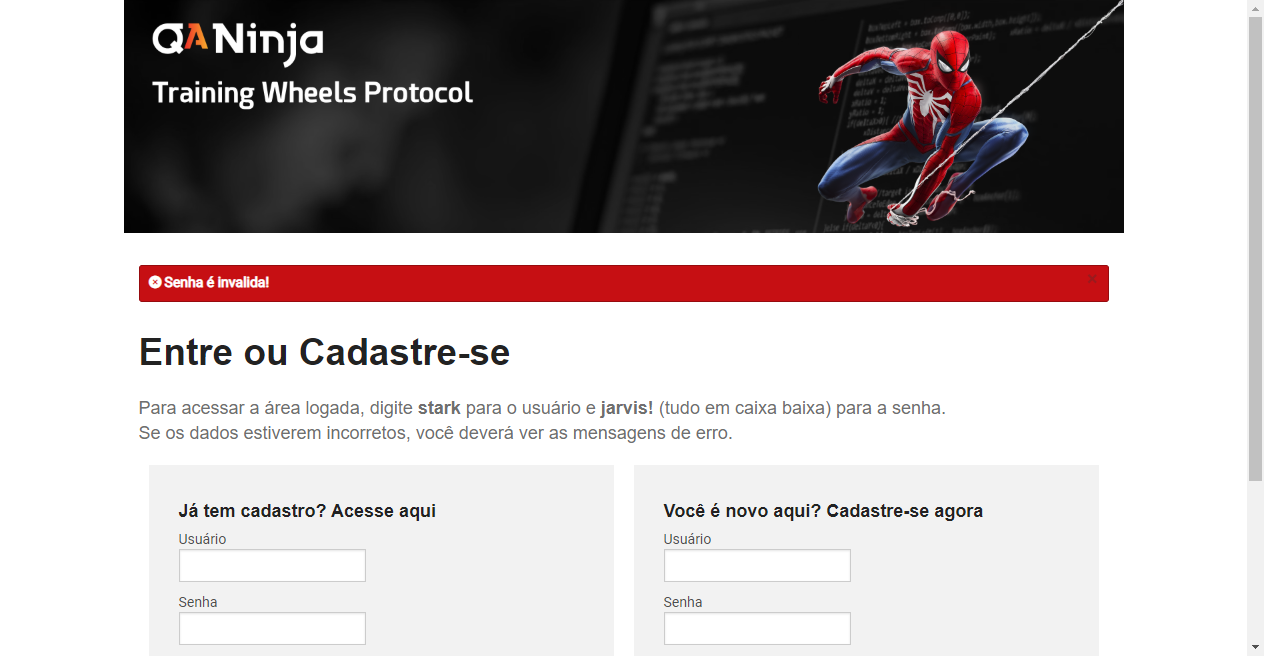 QANinja
Training Wheels Protocol
Senha é invalida!
Entre ou Cadastre-se
Para acessar a área logada, digite stark para o usuário e jarvis! (tudo em caixa baixa) para a senha.
Se os dados estiverem incorretos, você deverá ver as mensagens de erro.
Já tem cadastro? Acesse aqui
Usuário
Senha
Você é novo aqui? Cadastre-se agora
Usuário
Senha